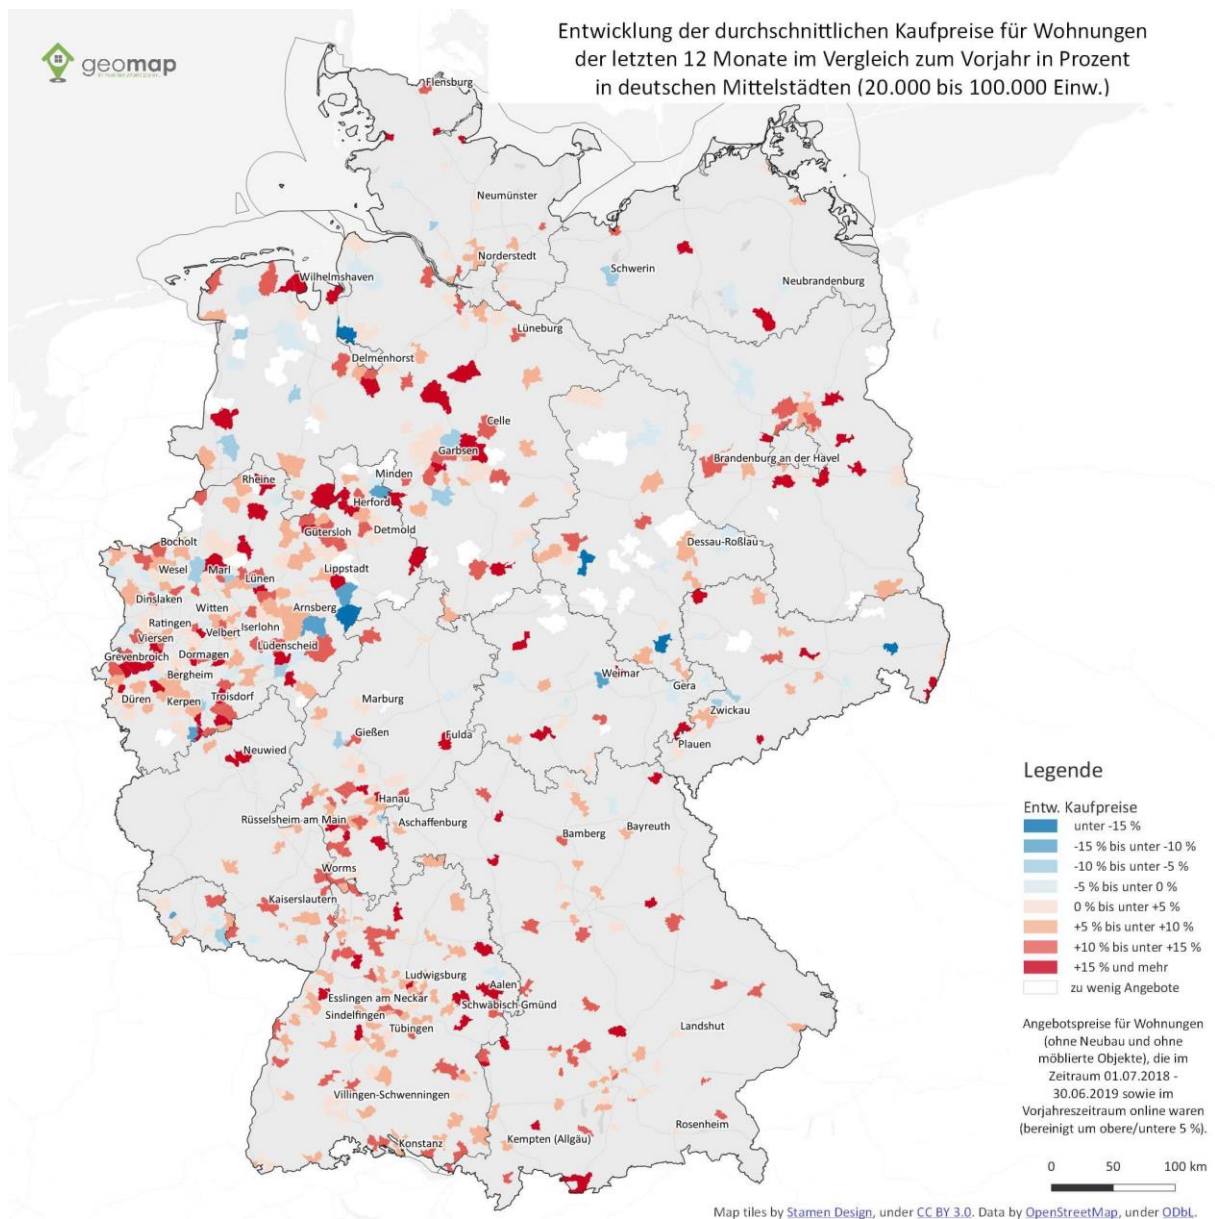 Entwicklung der durchschnittlichen Kaufpreise für Wohnungen
der letzten 12 Monate im Vergleich zum Vorjahr in Prozent
in deutschen Mittelstädten (20.000 bis 100.000 Einw.)
geomap
Flensburg
Neumünster
Norderstedt
Schwerin
Wilhelmshaven
Neubrandenburg
Lüneburg
Delmenhorst
Celle
Garbsen
Brandenburg an der Havel
Minden
Rheine
Herford
Gütersloh
Detmold
Bocholt
Dessau-Roßlau
Wesel
Marl
Lippstadt
Lünen
Dinslaken
Witten
Arnsberg
Ratingen
Iserlohn
Viersen
Velbert
Lüdenscheid
Grevenbroich
Dormagen
Bergheim
Weimar
Gera
Düren
Kerpen
Troisdorf
Marburg
Zwickau
Gießen
Fulda
Plauen
Neuwied
Hanau
Rüsselsheim am Main
Aschaffenburg
Bamberg
Bayreuth
Worms
Kaiserslautern
Ludwigsburg
Aalen
Esslingen am Neckar
Schwäbisch Gmünd
Sindelfingen
Tübingen
Landshut
Villingen-Schwenningen
Rosenheim
Konstanz
Kempten (Allgäu)
Legende
Entw. Kaufpreise
unter -15 %
-15 % bis unter -10 %
-10 % bis unter -5 %
-5 % bis unter 0 %
0 % bis unter +5 %
+5 % bis unter +10 %
+10 % bis unter +15 %
+15 % und mehr
zu wenig Angebote
Angebotspreise für Wohnungen
(ohne Neubau und ohne
möblierte Objekte), die im
Zeitraum 01.07.2018 -
30.06.2019 sowie im
Vorjahreszeitraum online waren
(bereinigt um obere/untere 5 %).
0 50 100 km
Map tiles by Stamen Design, under CC BY 3.0. Data by OpenStreetMap, under ODbL.